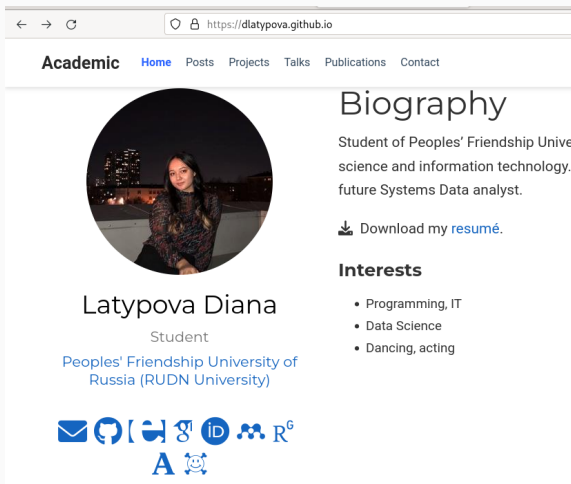 https://dlatypova.github.io
Academic Home Posts Projects Talks Publications Contact
Latypova Diana
Student
Peoples' Friendship University of
Russia (RUDN University)
Biography
Student of Peoples' Friendship Unive
science and information technology.
future Systems Data analyst.
Download my resumé.
Interests
Programming, IT
Data Science
Dancing, acting